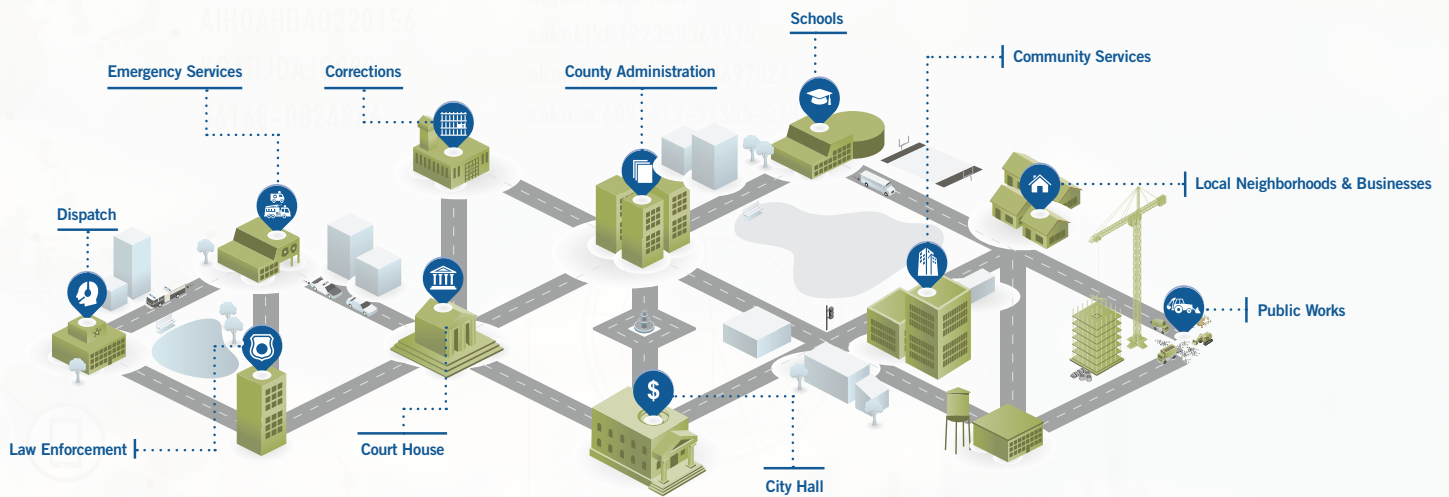 Schools
Community Services
Emergency Services
Corrections
County Administration
Local Neighborhoods & Businesses
Dispatch
Public Works
Law Enforcement
Court House
City Hall
$
AIHDAHDAD220156